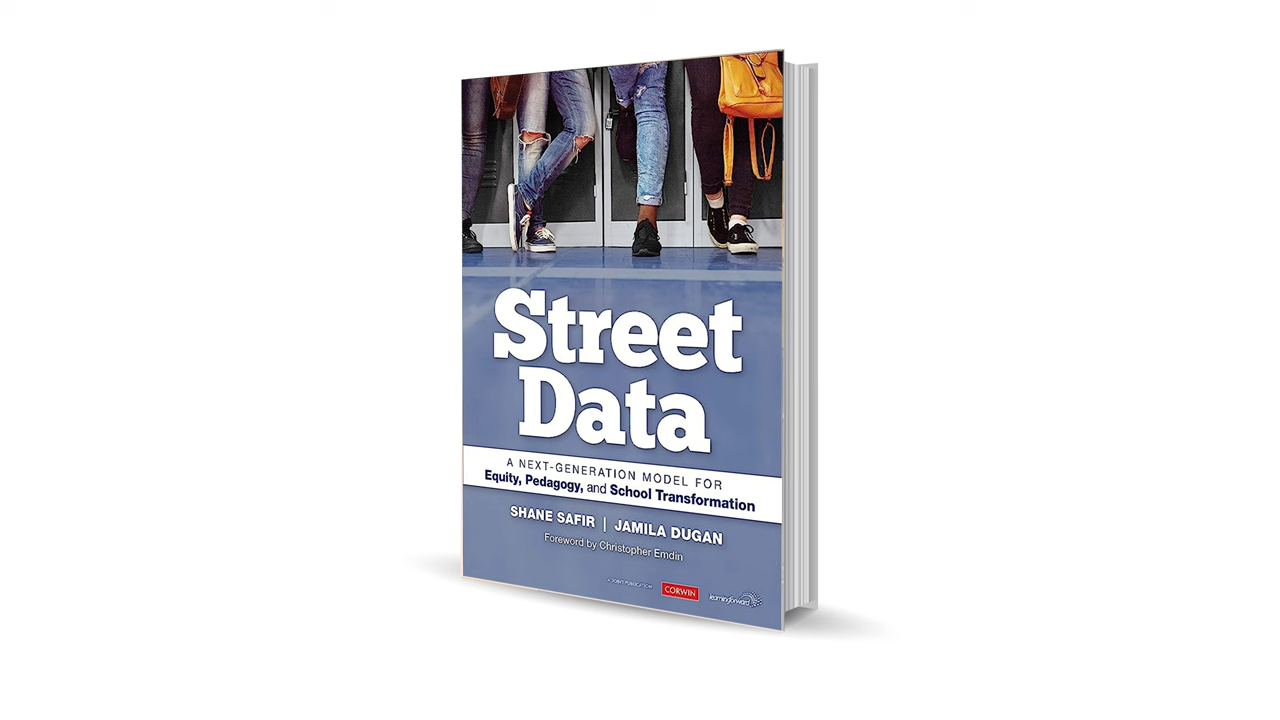 Street
Data
A NEXT-GENERATION MODEL FOR
Equity, Pedagogy, and School Transformation
SHANE SAFIR | JAMILA DUGAN
Foreword by Christopher Emdin
A JOINT PUBLICATION
CORWIN
learningforward